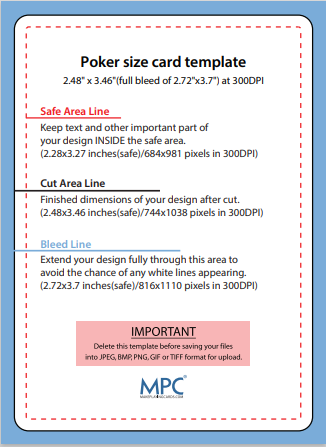 Poker size card template
2.48" x 3.46"(full bleed of 2.72"x3.7") at 300DPI
Safe Area Line
Keep text and other important part of
your design INSIDE the safe area.
(2.28x3.27 inches(safe)/684x981 pixels in 300DPI)
Cut Area Line
Finished dimensions of your design after cut.
(2.48x3.46 inches(safe)/744x1038 pixels in 300DPI)
Bleed Line
Extend your design fully through this area to
avoid the chance of any white lines appearing.
(2.72x3.7 inches(safe)/816x1110 pixels in 300DPI)
IMPORTANT
Delete this template before saving your files
into JPEG, BMP, PNG, GIF or TIFF format for upload.
MPC®
MAKEPLAYINGCARDS.COM